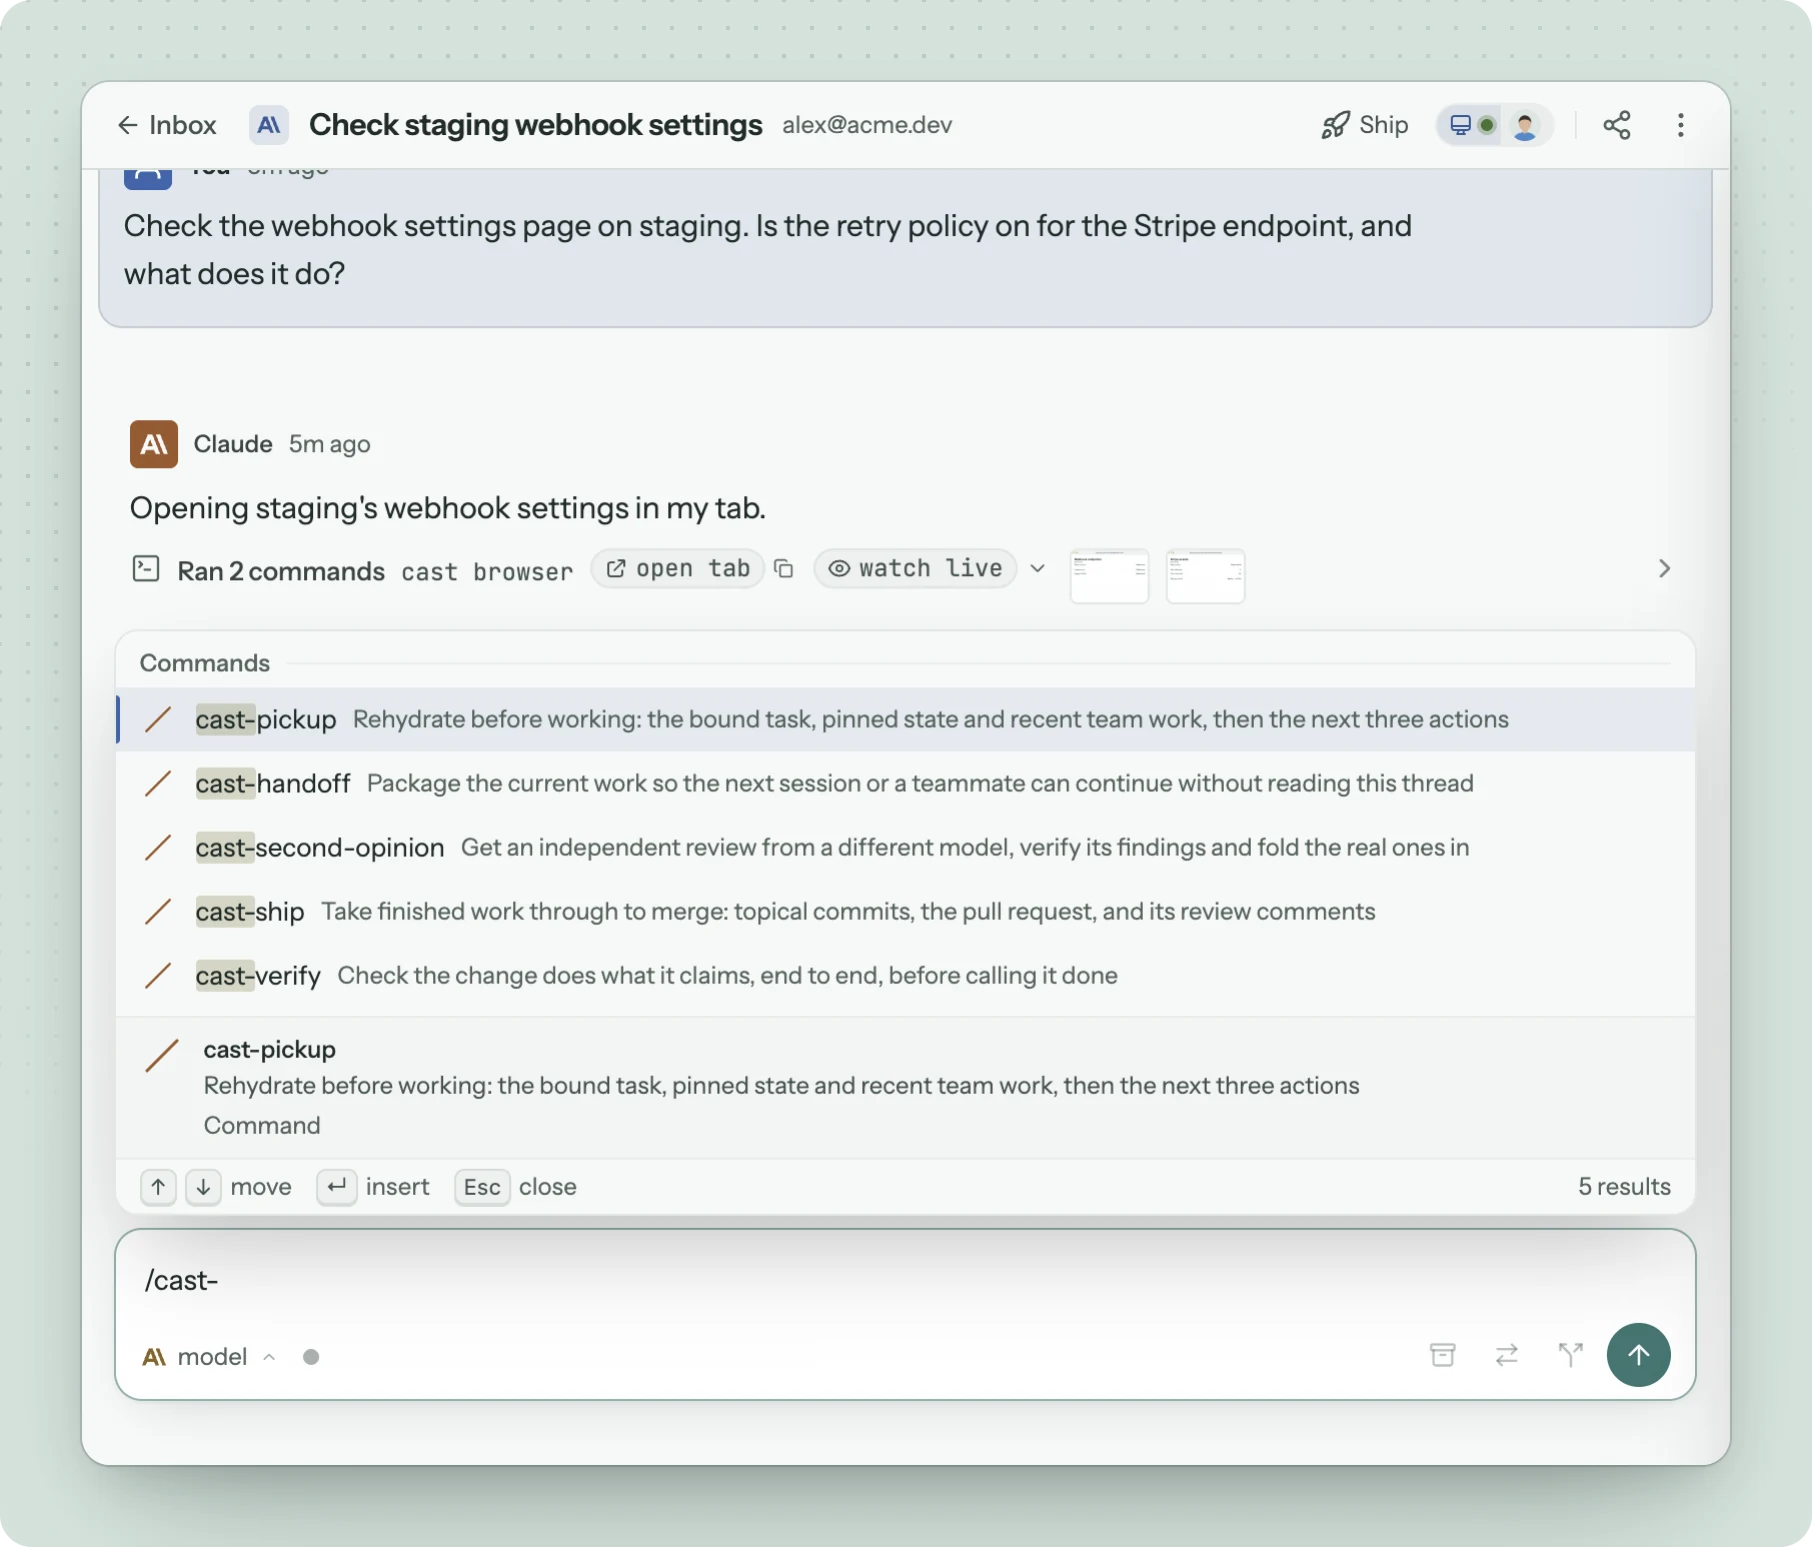 Inbox Check staging webhook settings alex@acme.dev Ship
Check the webhook settings page on staging. Is the retry policy on for the Stripe endpoint, and
what does it do?
Claude 5m ago
Opening staging's webhook settings in my tab.
Ran 2 commands cast browser open tab watch live
Commands
cast-pickup Rehydrate before working: the bound task, pinned state and recent team work, then the next three actions
cast-handoff Package the current work so the next session or a teammate can continue without reading this thread
cast-second-opinion Get an independent review from a different model, verify its findings and fold the real ones in
cast-ship Take finished work through to merge: topical commits, the pull request, and its review comments
cast-verify Check the change does what it claims, end to end, before calling it done
cast-pickup
Rehydrate before working: the bound task, pinned state and recent team work, then the next three actions
Command
move insert Esc close 5 results
/cast-
model